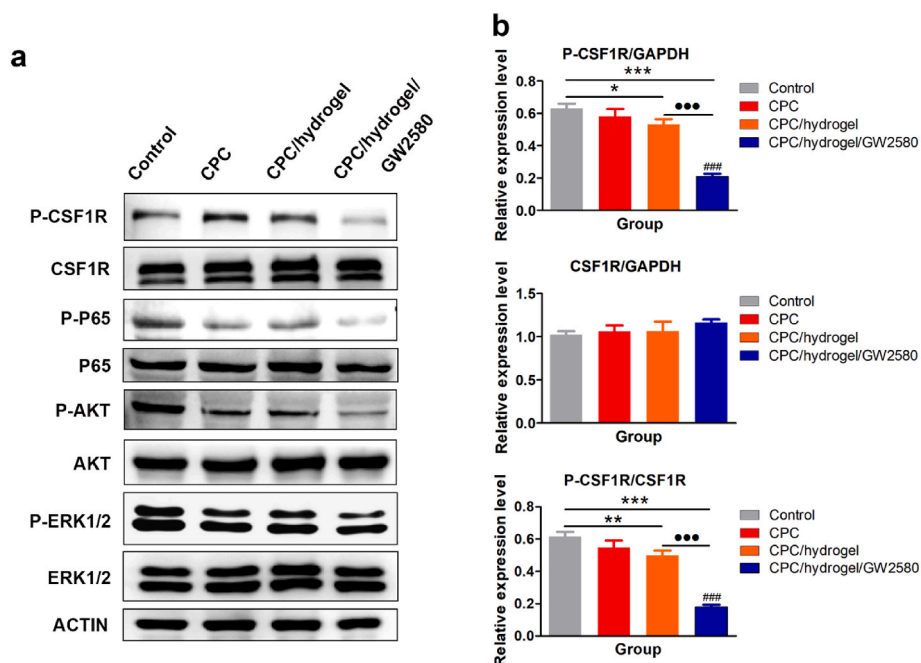 a
Control
CPC
CPC/hydrogel
CPC/hydrogel/
GW2580
P-CSF1R
CSF1R
P-P65
P65
P-AKT
AKT
P-ERK1/2
ERK1/2
ACTIN
b
P-CSF1R/GAPDH
Relative expression level
0.8
0.6
0.4
0.2
0.0
***
*
•••
###
Group
Control
CPC
CPC/hydrogel
CPC/hydrogel/GW2580
CSF1R/GAPDH
Relative expression level
1.5
1.0
0.5
0.0
Group
Control
CPC
CPC/hydrogel
CPC/hydrogel/GW2580
P-CSF1R/CSF1R
Relative expression level
0.8
0.6
0.4
0.2
0.0
***
**
•••
###
Group
Control
CPC
CPC/hydrogel
CPC/hydrogel/GW2580